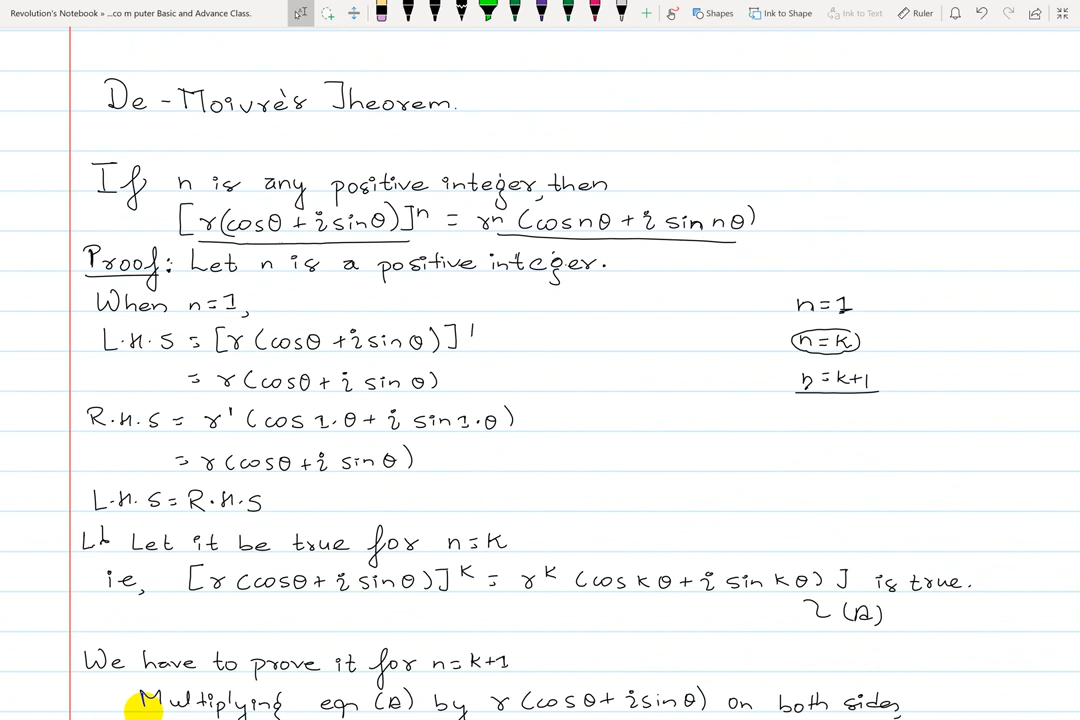 Revolution's Notebook » ...co m puter Basic and Advance Class.
Shapes Ink to Shape Ink to Text Ruler
De-Moivre's Theorem.
If n is any positive integer, then
[r(cosθ + i sinθ)]ⁿ = rⁿ (cos nθ + i sin nθ)
Proof: Let n is a positive integer.
When n=1,
n=1
L.H.S = [r (cosθ + i sin θ)]¹
n=k
= r (cosθ + i sin θ)
n=k+1
R.H.S = r¹ (cos 1.θ + i sin 1.θ)
= r (cosθ + i sin θ)
L.H.S = R.H.S
Let it be true for n=k
ie, [r (cosθ + i sin θ)]ᵏ = rᵏ (cos kθ + i sin kθ)] is true.
(A)
We have to prove it for n=k+1
Multiplying eqn (A) by r (cosθ + i sinθ) on both sides,